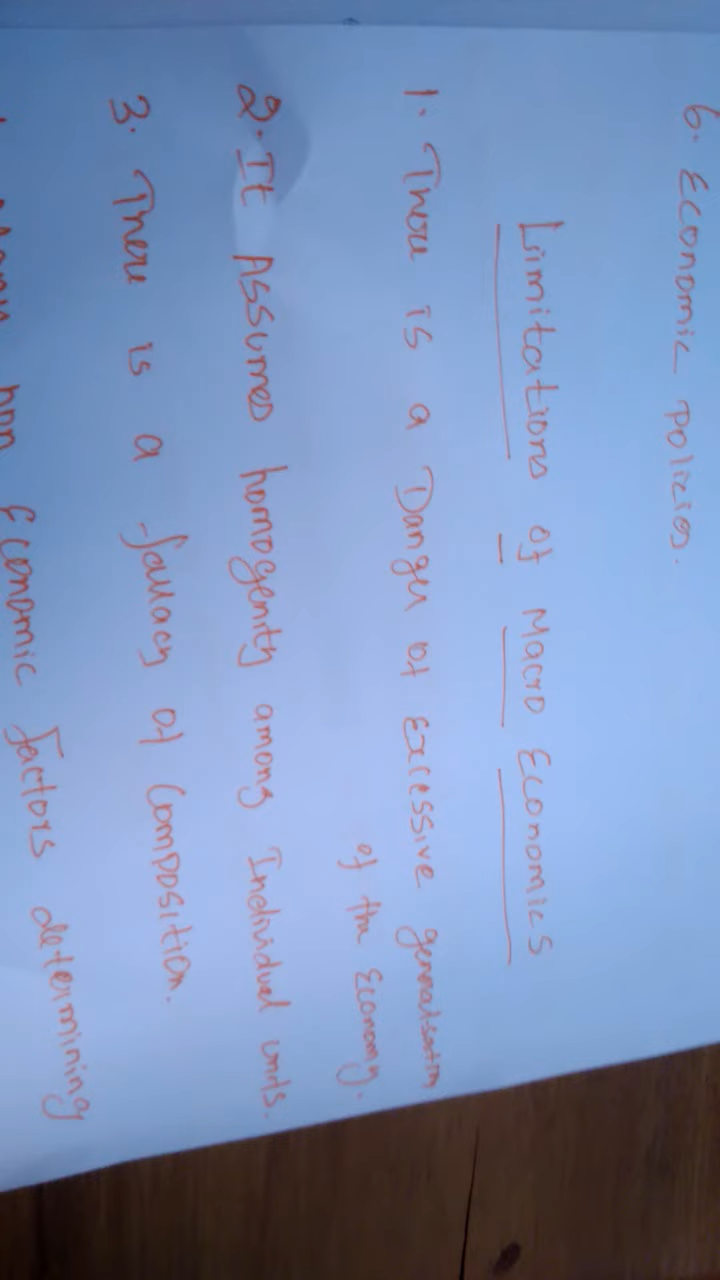 6. Economic Policies.
Limitations of Macro Economics
1. There is a Danger of Excessive generalisation
of the Economy.
2. It Assumes homogenity among Individual units.
3. There is a fallacy of Composition.
Many non Economic factors determining